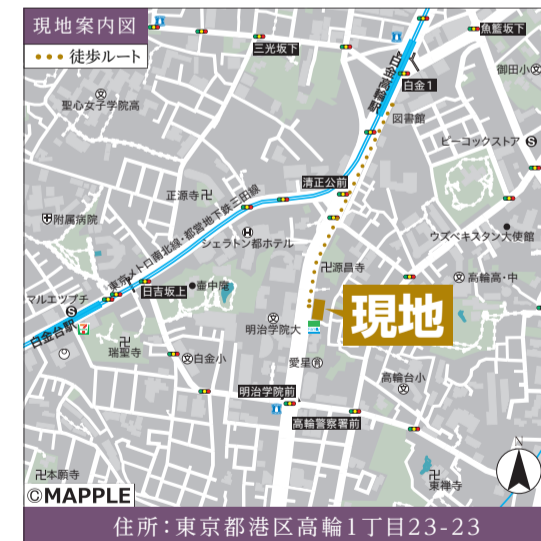 現地案内図
徒歩ルート
三光坂下
魚籃坂下
御田小
白金1
白金高輪駅
図書館
聖心女子学院高
ピーコックストア
清正公前
正源寺
東京メトロ南北線・都営地下鉄三田線
附属病院
シェラトン都ホテル
ウズベキスタン大使館
源昌寺
高輪高・中
日吉坂上
壷中庵
マルエツプチ
現地
白金台駅
明治学院大
瑞聖寺
白金小
愛星
高輪台小
明治学院前
高輪警察署前
本願寺
東禅寺
N
©MAPPLE
住所：東京都港区高輪1丁目23-23